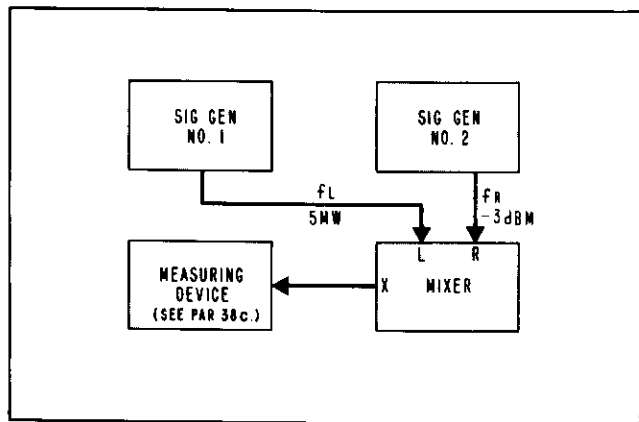 SIG GEN
NO. 1
SIG GEN
NO. 2
fL
5MW
fR
-3dBM
L
R
MEASURING
DEVICE
(SEE PAR 38c.)
X
MIXER